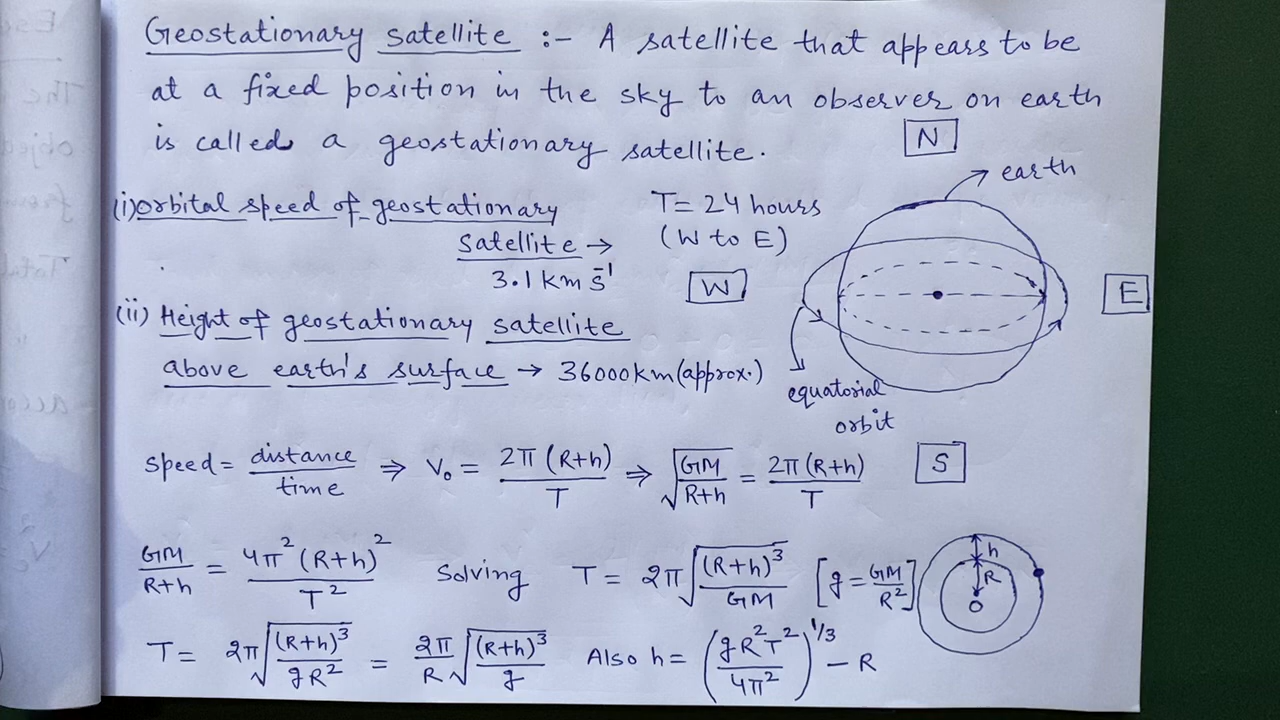 Geostationary satellite :- A satellite that appears to be
at a fixed position in the sky to an observer on earth
is called a geostationary satellite.
N
earth
(i) orbital speed of geostationary
satellite →
3.1 km s⁻¹
T = 24 hours
(W to E)
W
E
(ii) Height of geostationary satellite
above earth's surface → 36000 km (approx.)
equatorial
orbit
S
speed = distance/time ⇒ V₀ = 2π(R+h)/T ⇒ √(GM/(R+h)) = 2π(R+h)/T
GM/(R+h) = 4π²(R+h)²/T² Solving T = 2π√((R+h)³/GM) [g = GM/R²]
h
R
O
T = 2π√((R+h)³/gR²) = 2π/R √((R+h)³/g) Also h = (gR²T²/4π²)^1/3 - R